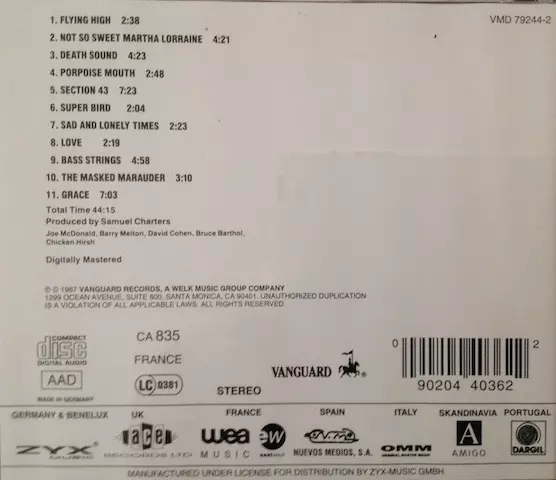 1. FLYING HIGH 2:38
VMD 79244-2
2. NOT SO SWEET MARTHA LORRAINE 4:21
3. DEATH SOUND 4:23
4. PORPOISE MOUTH 2:48
5. SECTION 43 7:23
6. SUPER BIRD 2:04
7. SAD AND LONELY TIMES 2:23
8. LOVE 2:19
9. BASS STRINGS 4:58
10. THE MASKED MARAUDER 3:10
11. GRACE 7:03
Total Time 44:15
Produced by Samuel Charters
Joe McDonald, Barry Melton, David Cohen, Bruce Barthol,
Chicken Hirsh
Digitally Mastered
℗ © 1967 VANGUARD RECORDS, A WELK MUSIC GROUP COMPANY
1299 OCEAN AVENUE, SUITE 800, SANTA MONICA, CA 90401. UNAUTHORIZED DUPLICATION
IS A VIOLATION OF ALL APPLICABLE LAWS. ALL RIGHTS RESERVED
COMPACT
disc
DIGITAL AUDIO
AAD
MADE IN GERMANY
CA 835
FRANCE
LC 0381
STEREO
VANGUARD
0 90204 40362 2
GERMANY & BENELUX
ZYX
MUSIC
UK
ace
RECORDS LTD
FRANCE
wea
MUSIC
ew
SPAIN
NUEVOS MEDIOS, S.A.
ITALY
OMM
SKANDINAVIA
A
AMIGO
PORTUGAL
DARGIL
MANUFACTURED UNDER LICENSE FOR DISTRIBUTION BY ZYX-MUSIC GMBH